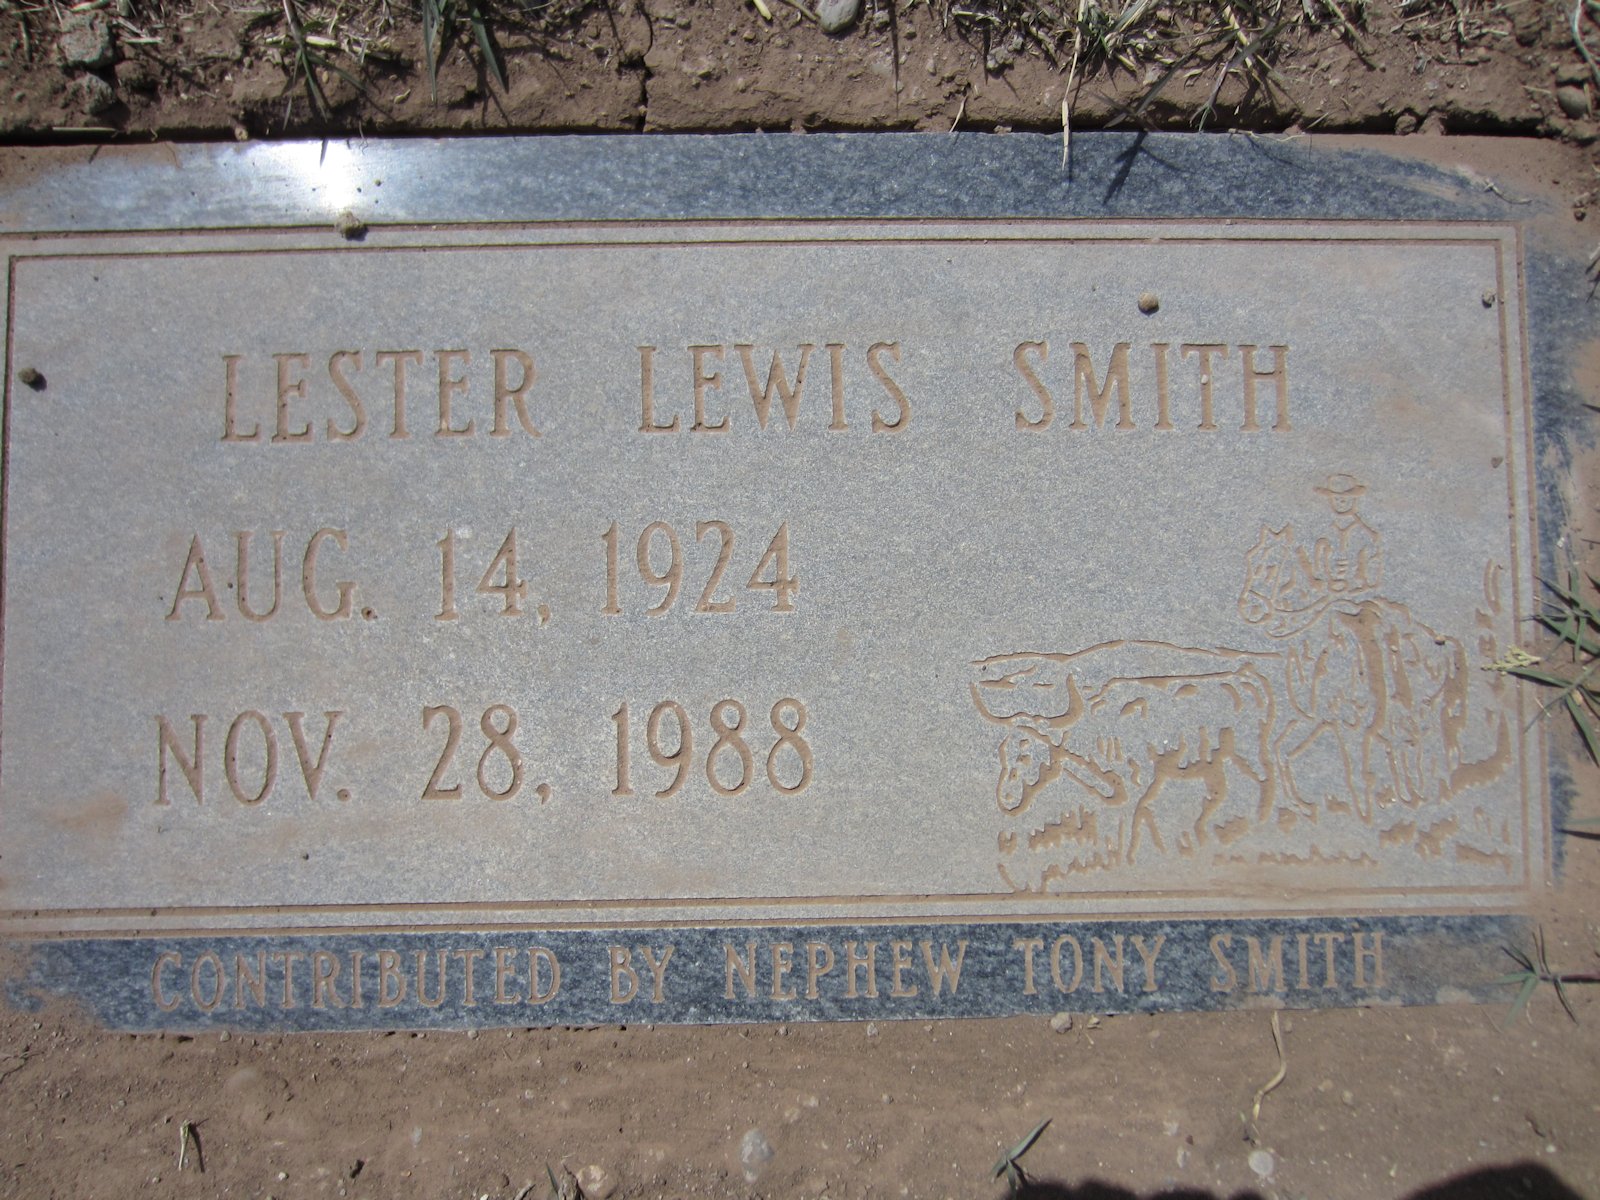 LESTER LEWIS SMITH
AUG. 14, 1924
NOV. 28, 1988
CONTRIBUTED BY NEPHEW TONY SMITH